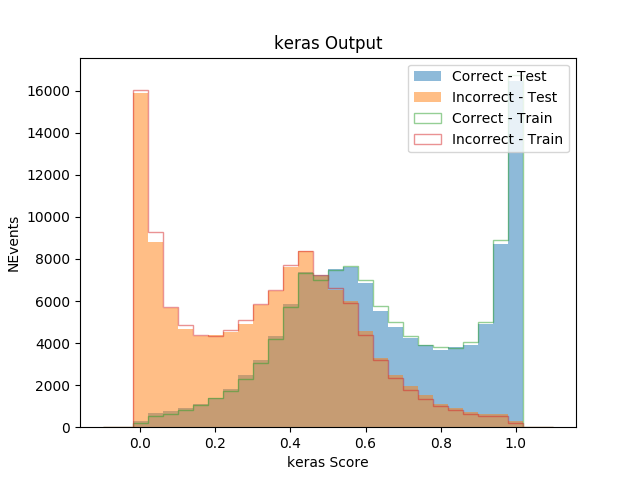 keras Output
Correct - Test
Incorrect - Test
Correct - Train
Incorrect - Train
NEvents
16000
14000
12000
10000
8000
6000
4000
2000
0
0.0 0.2 0.4 0.6 0.8 1.0
keras Score